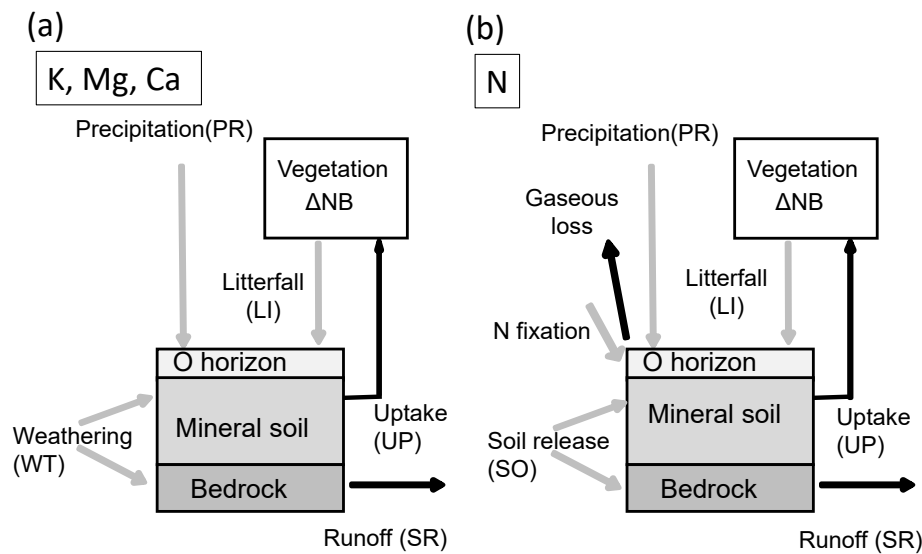 (a)
K, Mg, Ca
Precipitation(PR)
Vegetation
ΔNB
Litterfall
(LI)
O horizon
Mineral soil
Weathering
(WT)
Uptake
(UP)
Bedrock
Runoff (SR)
(b)
N
Precipitation(PR)
Gaseous
loss
Vegetation
ΔNB
Litterfall
(LI)
N fixation
O horizon
Mineral soil
Soil release
(SO)
Uptake
(UP)
Bedrock
Runoff (SR)